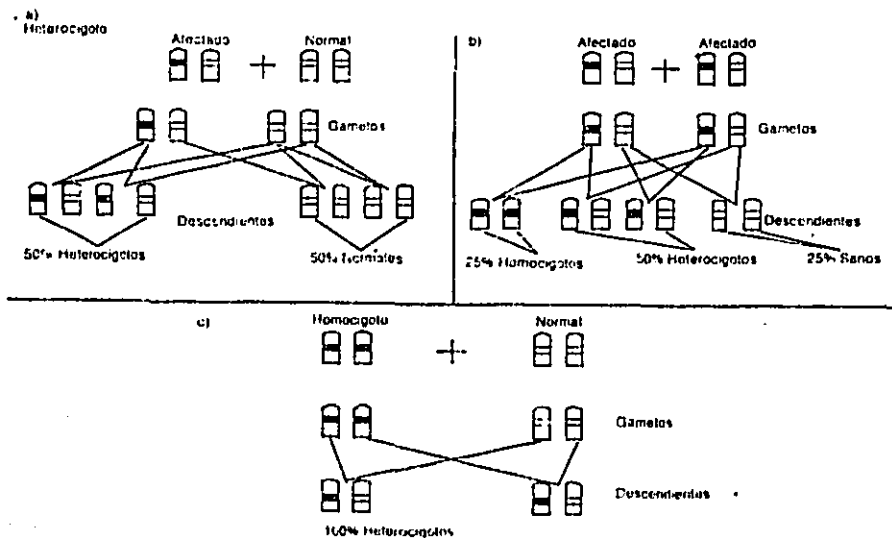 a)
Heterocigoto
Afectado Normal
Gametos
Descendientes
50% Heterocigotos 50% Normales
b)
Afectado Afectado
Gametos
Descendientes
25% Homocigotos 50% Heterocigotos 25% Sanos
c)
Homocigoto Normal
Gametos
Descendientes
100% Heterocigotos